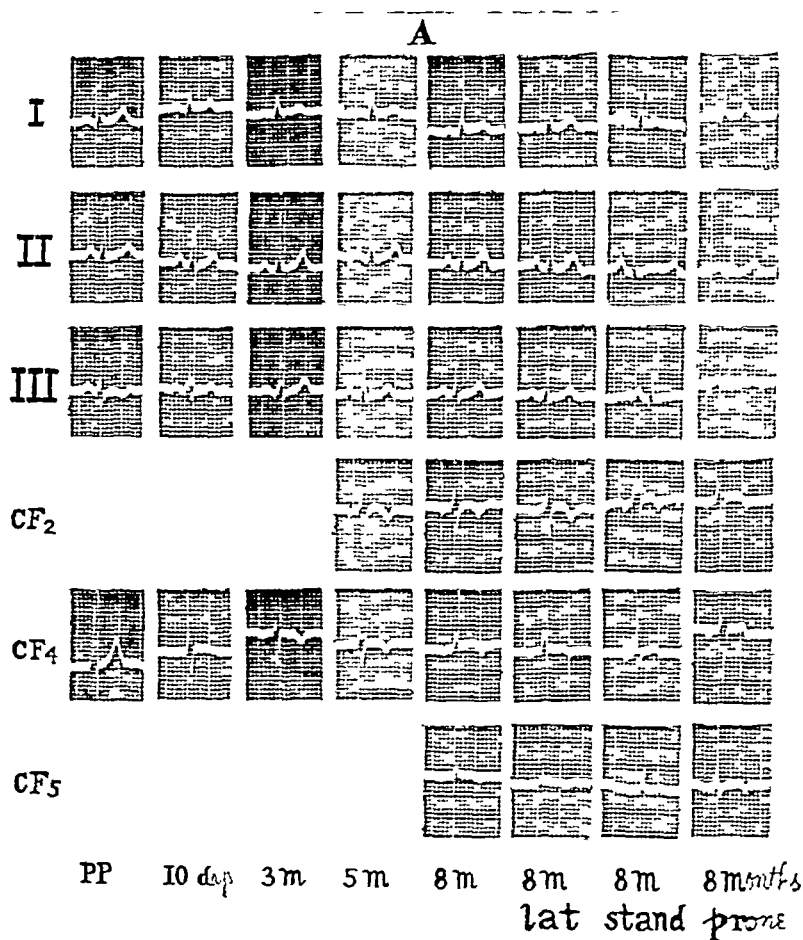 A
I
II
III
CF2
CF4
CF5
PP 10 days 3m 5m 8m 8m 8m 8months
lat stand prone